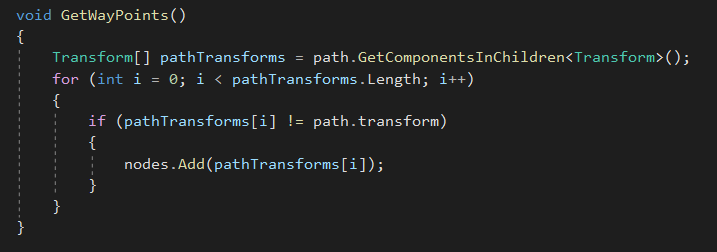 void GetWayPoints()
{
Transform[] pathTransforms = path.GetComponentsInChildren<Transform>();
for (int i = 0; i < pathTransforms.Length; i++)
{
if (pathTransforms[i] != path.transform)
{
nodes.Add(pathTransforms[i]);
}
}
}